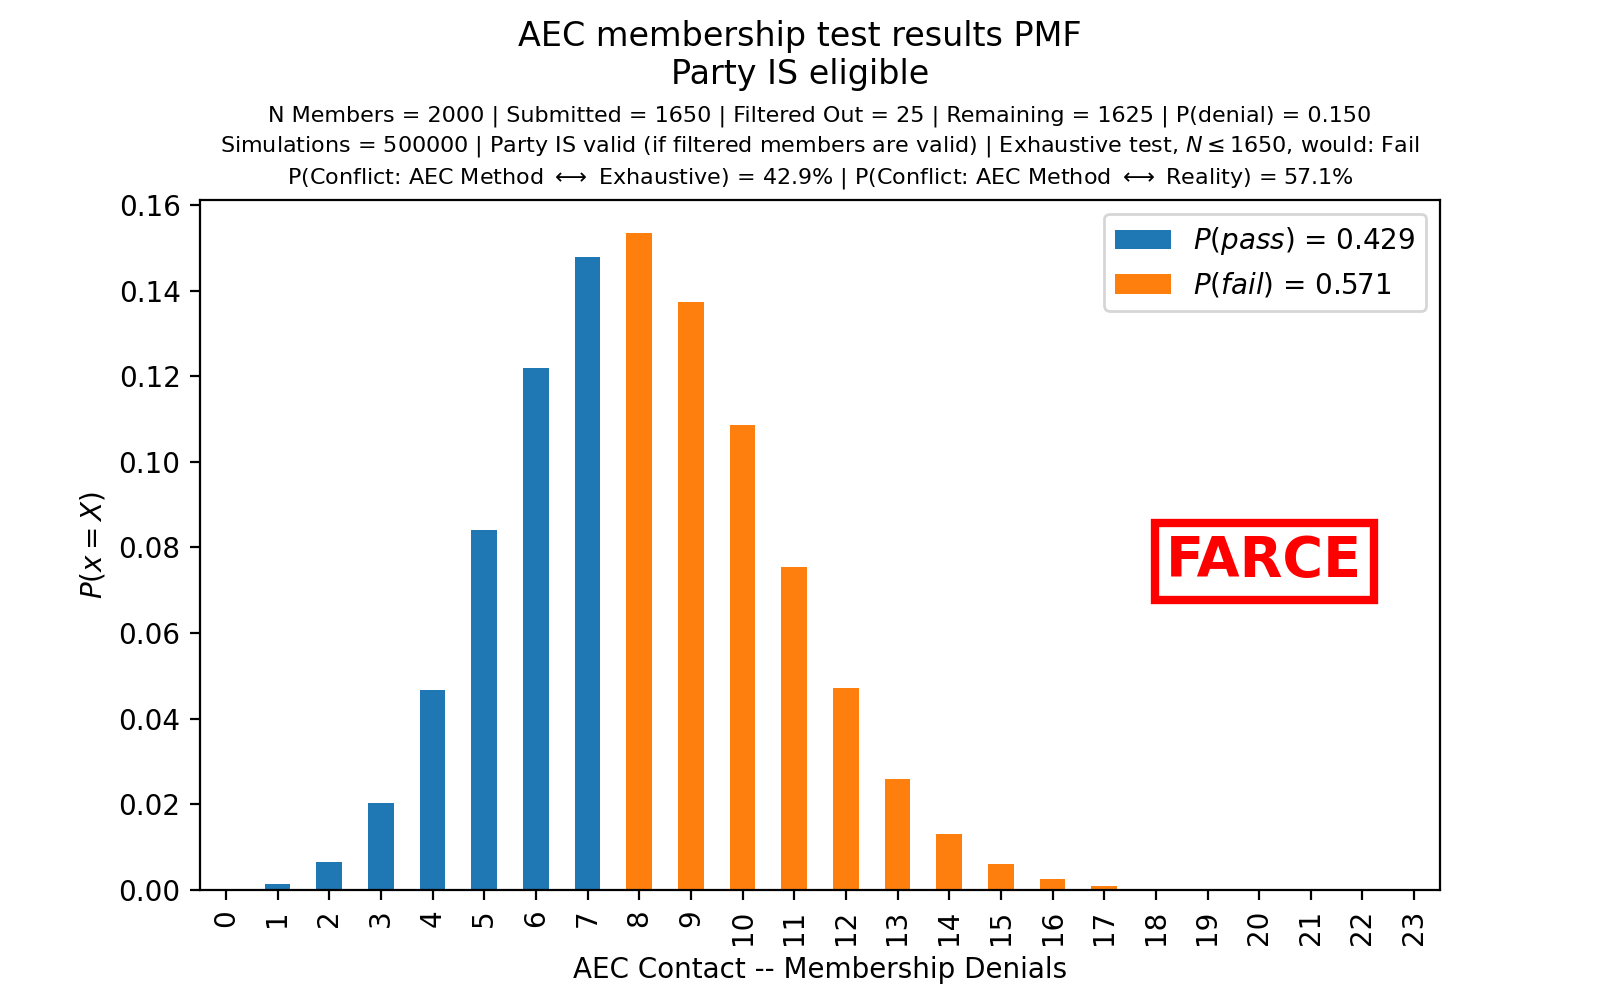 AEC membership test results PMF
Party IS eligible
N Members = 2000 | Submitted = 1650 | Filtered Out = 25 | Remaining = 1625 | P(denial) = 0.150
Simulations = 500000 | Party IS valid (if filtered members are valid) | Exhaustive test, N ≤ 1650, would: Fail
P(Conflict: AEC Method ⟷ Exhaustive) = 42.9% | P(Conflict: AEC Method ⟷ Reality) = 57.1%
0.16
0.14
0.12
0.10
0.08
0.06
0.04
0.02
0.00
P(x = X)
P(pass) = 0.429
P(fail) = 0.571
FARCE
0 1 2 3 4 5 6 7 8 9 10 11 12 13 14 15 16 17 18 19 20 21 22 23
AEC Contact -- Membership Denials